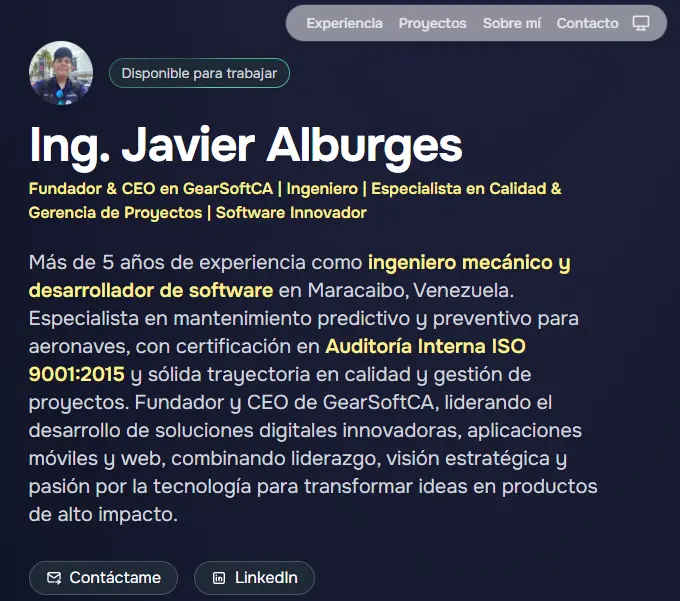 Experiencia Proyectos Sobre mí Contacto
Disponible para trabajar
Ing. Javier Alburges
Fundador & CEO en GearSoftCA | Ingeniero | Especialista en Calidad &
Gerencia de Proyectos | Software Innovador
Más de 5 años de experiencia como ingeniero mecánico y
desarrollador de software en Maracaibo, Venezuela.
Especialista en mantenimiento predictivo y preventivo para
aeronaves, con certificación en Auditoría Interna ISO
9001:2015 y sólida trayectoria en calidad y gestión de
proyectos. Fundador y CEO de GearSoftCA, liderando el
desarrollo de soluciones digitales innovadoras, aplicaciones
móviles y web, combinando liderazgo, visión estratégica y
pasión por la tecnología para transformar ideas en productos
de alto impacto.
Contáctame LinkedIn